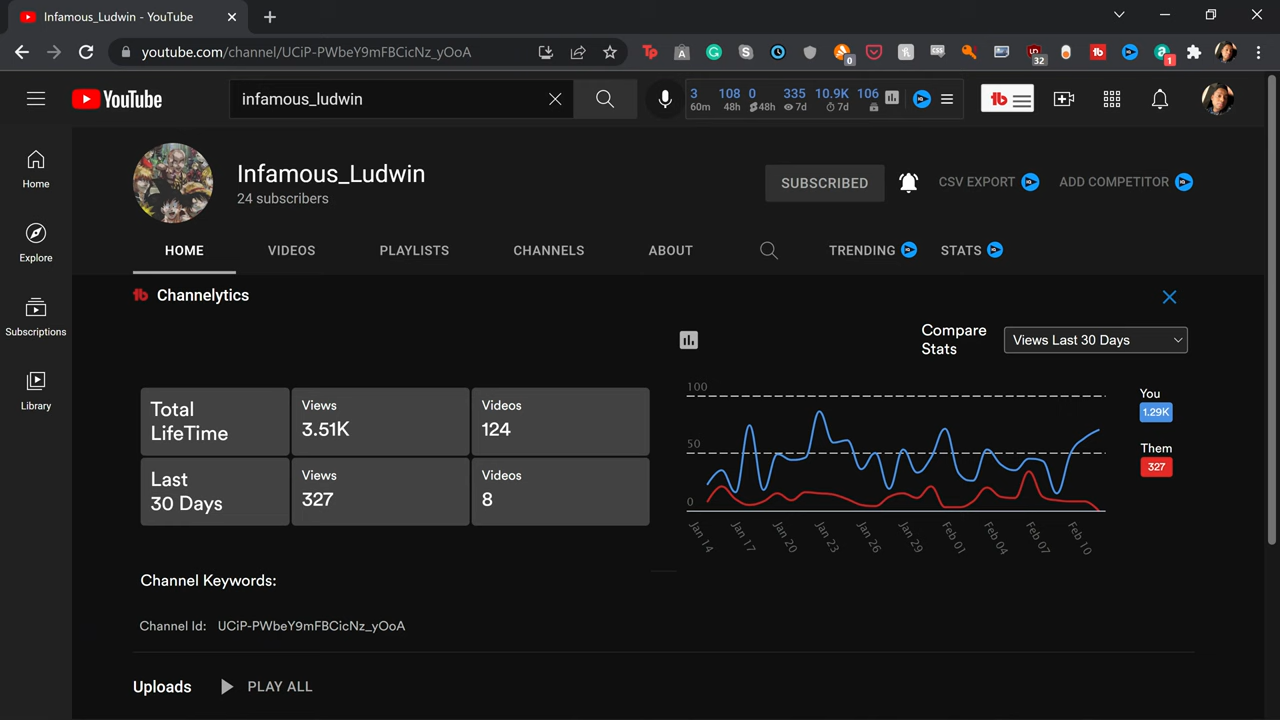 Infamous_Ludwin - YouTube
youtube.com/channel/UCiP-PWbeY9mFBCicNz_yOoA
0
32
1
YouTube
infamous_ludwin
3 108 0 335 10.9K 106
60m 48h 48h 7d 7d
Home
Explore
Subscriptions
Library
Infamous_Ludwin
24 subscribers
SUBSCRIBED
CSV EXPORT
ADD COMPETITOR
HOME VIDEOS PLAYLISTS CHANNELS ABOUT TRENDING STATS
Channelytics
Compare
Stats
Views Last 30 Days
Total
LifeTime
Views
3.51K
Videos
124
Last
30 Days
Views
327
Videos
8
100
50
0
Jan 14 Jan 17 Jan 20 Jan 23 Jan 26 Jan 29 Feb 01 Feb 04 Feb 07 Feb 10
You
1.29K
Them
327
Channel Keywords:
Channel Id: UCiP-PWbeY9mFBCicNz_yOoA
Uploads PLAY ALL